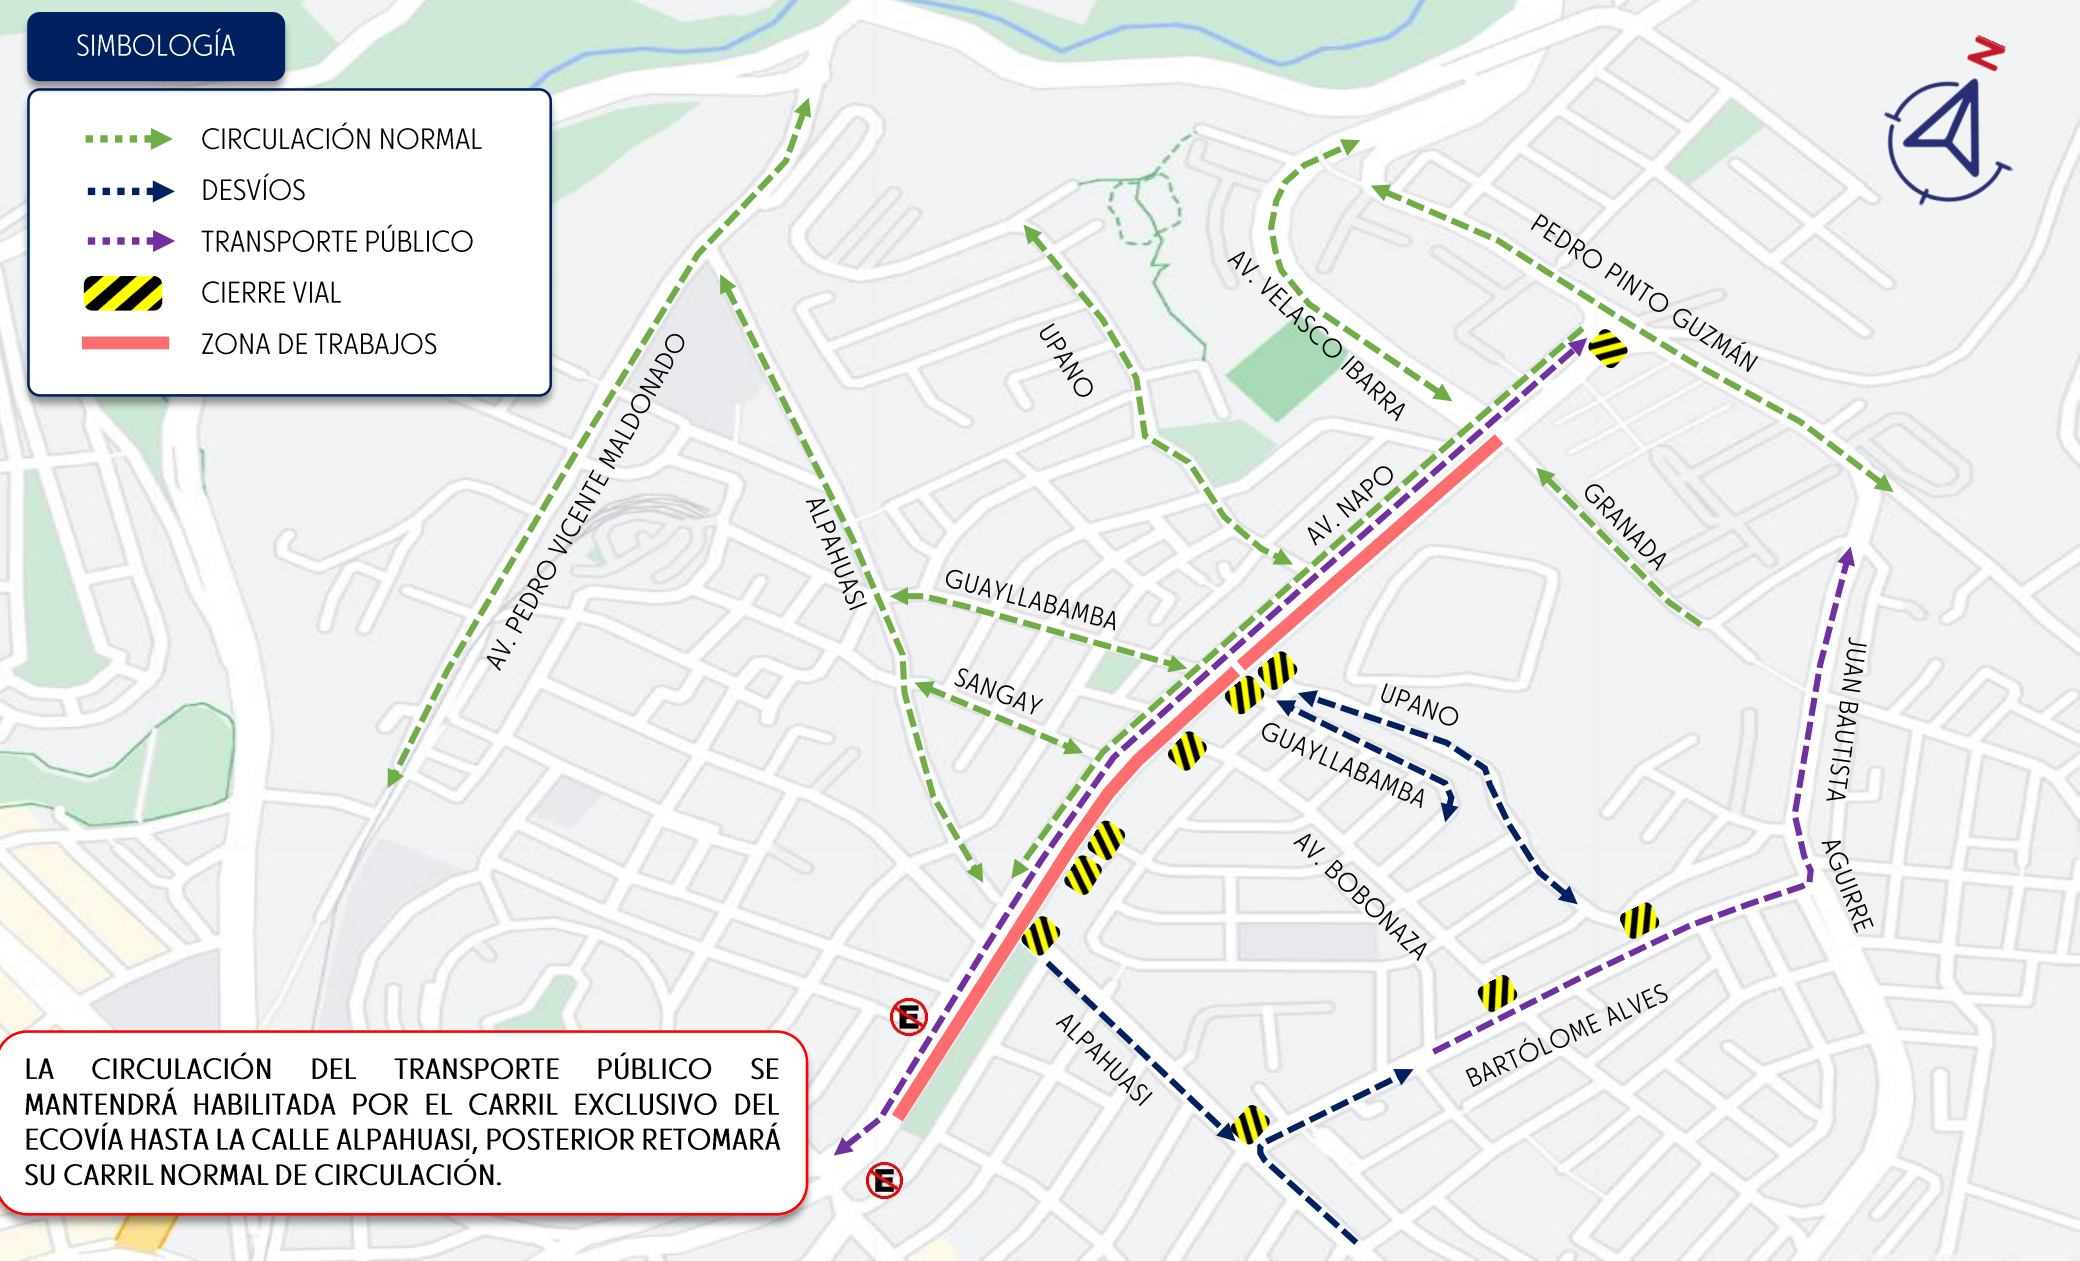 SIMBOLOGÍA
CIRCULACIÓN NORMAL
DESVÍOS
TRANSPORTE PÚBLICO
CIERRE VIAL
ZONA DE TRABAJOS
N
PEDRO PINTO GUZMÁN
AV. VELASCO IBARRA
UPANO
AV. PEDRO VICENTE MALDONADO
ALPAHUASI
AV. NAPO
GRANADA
GUAYLLABAMBA
SANGAY
UPANO
GUAYLLABAMBA
JUAN BAUTISTA AGUIRRE
AV. BOBONAZA
BARTÓLOME ALVES
ALPAHUASI
E
E
LA CIRCULACIÓN DEL TRANSPORTE PÚBLICO SE
MANTENDRÁ HABILITADA POR EL CARRIL EXCLUSIVO DEL
ECOVÍA HASTA LA CALLE ALPAHUASI, POSTERIOR RETOMARÁ
SU CARRIL NORMAL DE CIRCULACIÓN.